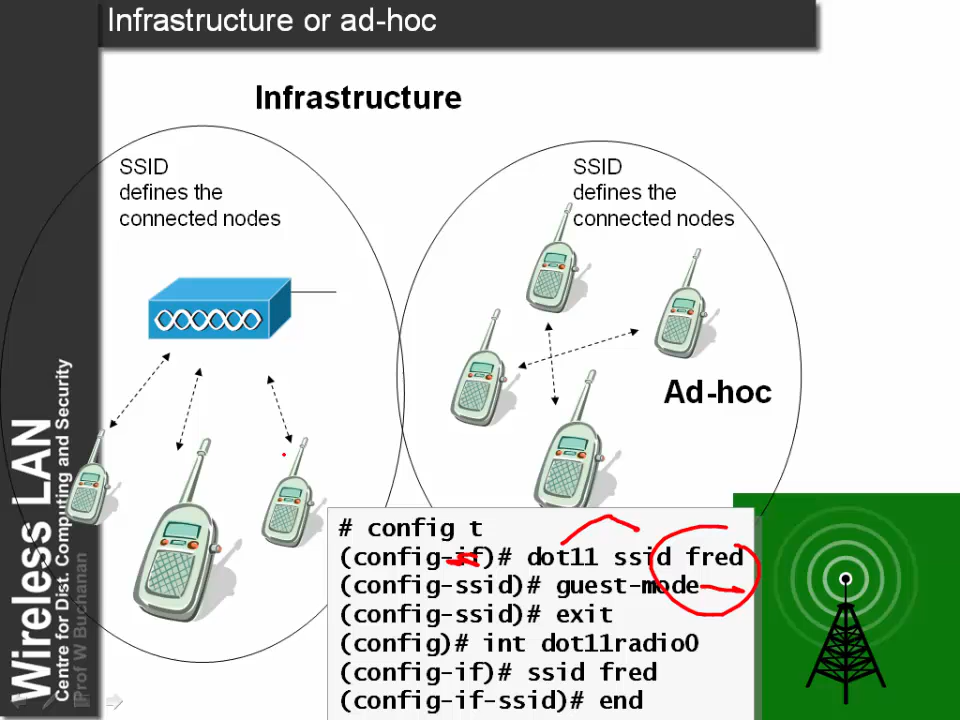 Infrastructure or ad-hoc
Infrastructure
SSID
defines the
connected nodes
SSID
defines the
connected nodes
Ad-hoc
# config t
(config-if)# dot11 ssid fred
(config-ssid)# guest-mode
(config-ssid)# exit
(config)# int dot11radio0
(config-if)# ssid fred
(config-if-ssid)# end
Wireless LAN
Centre for Dist. Computing and Security
Prof W Buchanan